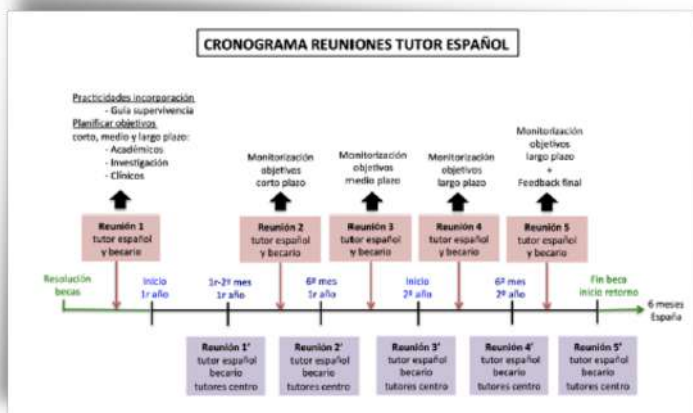 CRONOGRAMA REUNIONES TUTOR ESPAÑOL
Practicidades incorporación
- Guía supervivencia
Planificar objetivos
corto, medio y largo plazo:
- Académicos
- Investigación
- Clínicos
Monitorización
objetivos
corto plazo
Monitorización
objetivos
medio plazo
Monitorización
objetivos
largo plazo
Monitorización
objetivos
largo plazo
+
Feedback final
Reunión 1
tutor español
y becario
Reunión 2
tutor español
y becario
Reunión 3
tutor español
y becario
Reunión 4
tutor español
y becario
Reunión 5
tutor español
y becario
Resolución
becas
Inicio
1r año
1r-2º mes
1r año
6º mes
1r año
Inicio
2º año
6º mes
2º año
Fin beca
inicio retorno
6 meses
España
Reunión 1'
tutor español
becario
tutores centro
Reunión 2'
tutor español
becario
tutores centro
Reunión 3'
tutor español
becario
tutores centro
Reunión 4'
tutor español
becario
tutores centro
Reunión 5'
tutor español
becario
tutores centro